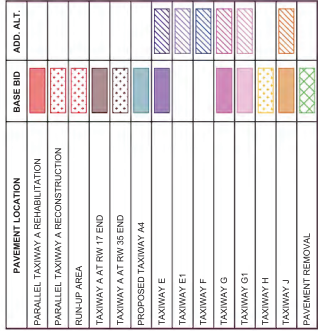 PAVEMENT LOCATION BASE BID ADD. ALT.
PARALLEL TAXIWAY A REHABILITATION
PARALLEL TAXIWAY A RECONSTRUCTION
RUN-UP AREA
TAXIWAY A AT RW 17 END
TAXIWAY A AT RW 35 END
PROPOSED TAXIWAY A4
TAXIWAY E
TAXIWAY E1
TAXIWAY F
TAXIWAY G
TAXIWAY G1
TAXIWAY H
TAXIWAY J
PAVEMENT REMOVAL